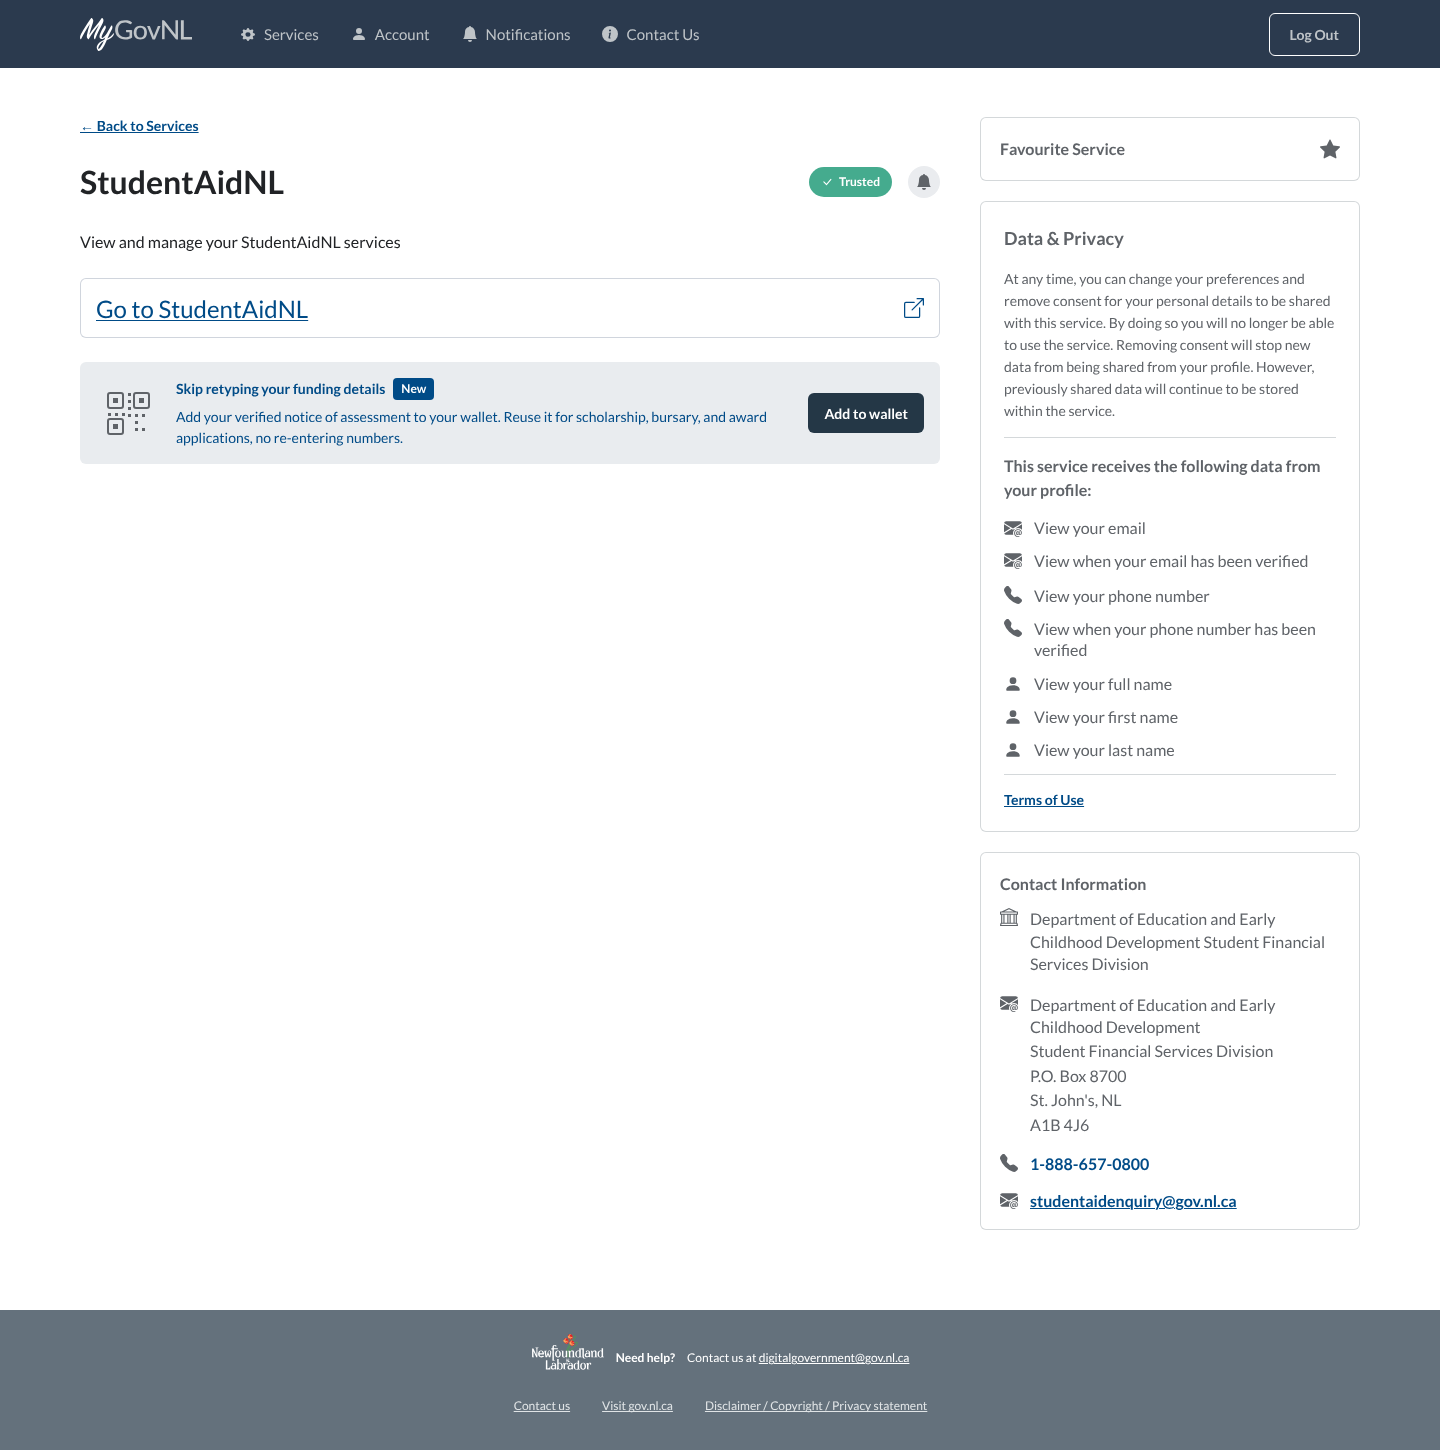 MyGovNL
Services
Account
Notifications
Contact Us
Log Out
← Back to Services
StudentAidNL
Trusted
View and manage your StudentAidNL services
Go to StudentAidNL
Skip retyping your funding details
New
Add your verified notice of assessment to your wallet. Reuse it for scholarship, bursary, and award
applications, no re-entering numbers.
Add to wallet
Favourite Service
Data & Privacy
At any time, you can change your preferences and
remove consent for your personal details to be shared
with this service. By doing so you will no longer be able
to use the service. Removing consent will stop new
data from being shared from your profile. However,
previously shared data will continue to be stored
within the service.
This service receives the following data from
your profile:
View your email
View when your email has been verified
View your phone number
View when your phone number has been
verified
View your full name
View your first name
View your last name
Terms of Use
Contact Information
Department of Education and Early
Childhood Development Student Financial
Services Division
Department of Education and Early
Childhood Development
Student Financial Services Division
P.O. Box 8700
St. John's, NL
A1B 4J6
1-888-657-0800
studentaidenquiry@gov.nl.ca
Newfoundland
Labrador
Need help? Contact us at digitalgovernment@gov.nl.ca
Contact us
Visit gov.nl.ca
Disclaimer / Copyright / Privacy statement